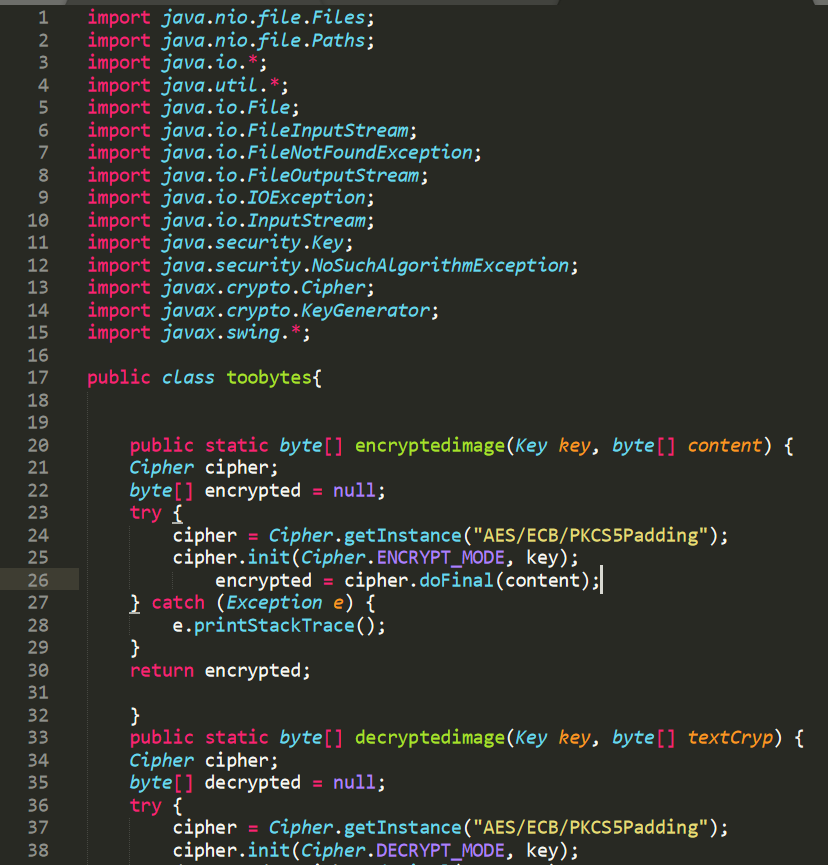 1 import java.nio.file.Files;
2 import java.nio.file.Paths;
3 import java.io.*;
4 import java.util.*;
5 import java.io.File;
6 import java.io.FileInputStream;
7 import java.io.FileNotFoundException;
8 import java.io.FileOutputStream;
9 import java.io.IOException;
10 import java.io.InputStream;
11 import java.security.Key;
12 import java.security.NoSuchAlgorithmException;
13 import javax.crypto.Cipher;
14 import javax.crypto.KeyGenerator;
15 import javax.swing.*;
16
17 public class toobytes{
18
19
20 public static byte[] encryptedimage(Key key, byte[] content) {
21 Cipher cipher;
22 byte[] encrypted = null;
23 try {
24 cipher = Cipher.getInstance("AES/ECB/PKCS5Padding");
25 cipher.init(Cipher.ENCRYPT_MODE, key);
26 encrypted = cipher.doFinal(content);
27 } catch (Exception e) {
28 e.printStackTrace();
29 }
30 return encrypted;
31
32 }
33 public static byte[] decryptedimage(Key key, byte[] textCryp) {
34 Cipher cipher;
35 byte[] decrypted = null;
36 try {
37 cipher = Cipher.getInstance("AES/ECB/PKCS5Padding");
38 cipher.init(Cipher.DECRYPT_MODE, key);